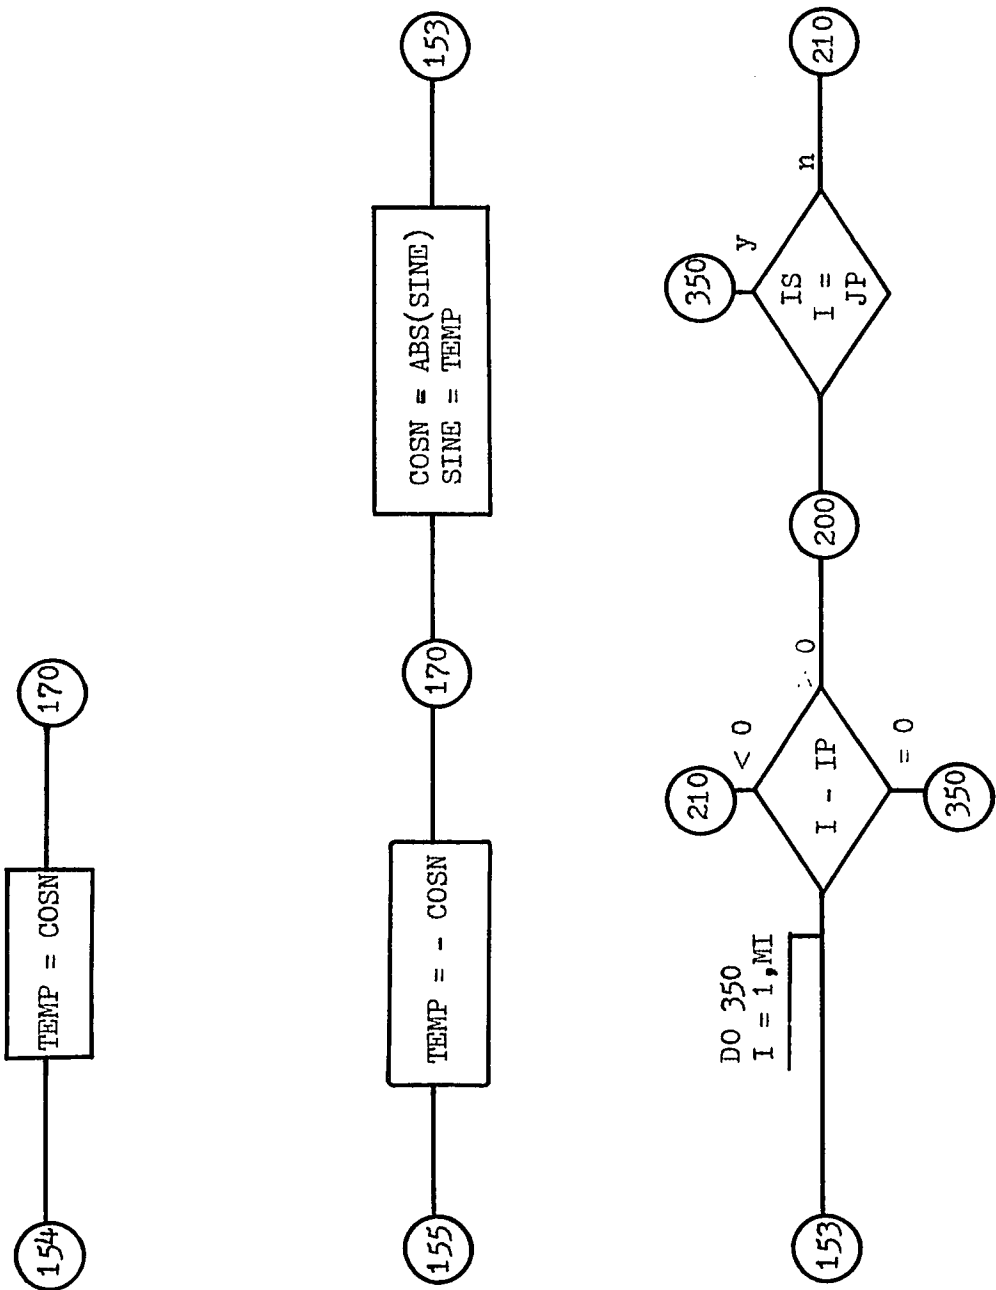 154
TEMP = COSN
170
155
TEMP = - COSN
170
COSN = ABS(SINE)
SINE = TEMP
153
153
DO 350
I = 1,MI
I - IP
< 0
210
= 0
350
> 0
200
IS
I =
JP
y
350
n
210